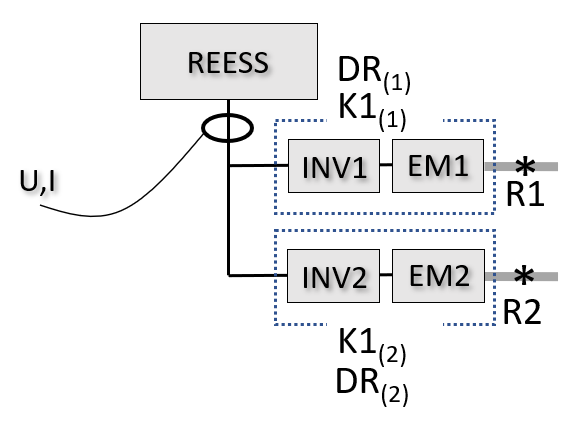 REESS
DR(1)
K1(1)
U,I
INV1
EM1
*
R1
INV2
EM2
*
R2
K1(2)
DR(2)